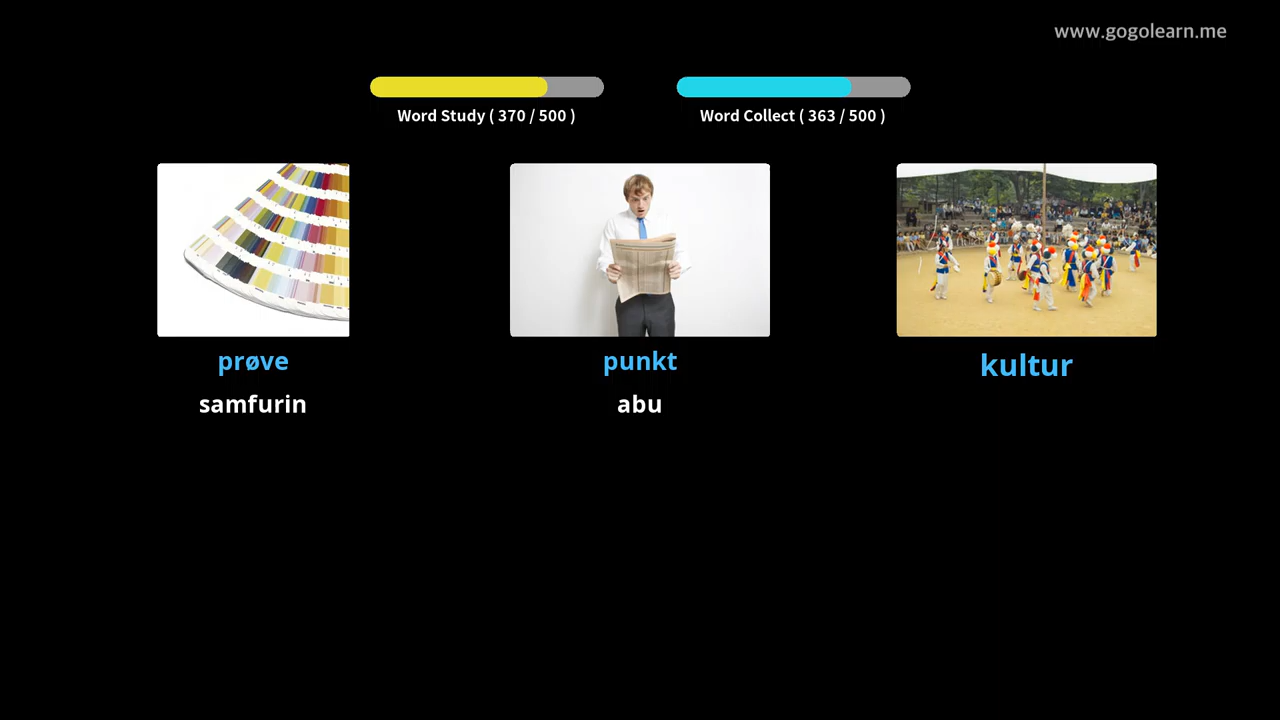 www.gogolearn.me
Word Study ( 370 / 500 )
Word Collect ( 363 / 500 )
prøve
punkt
kultur
samfurin
abu